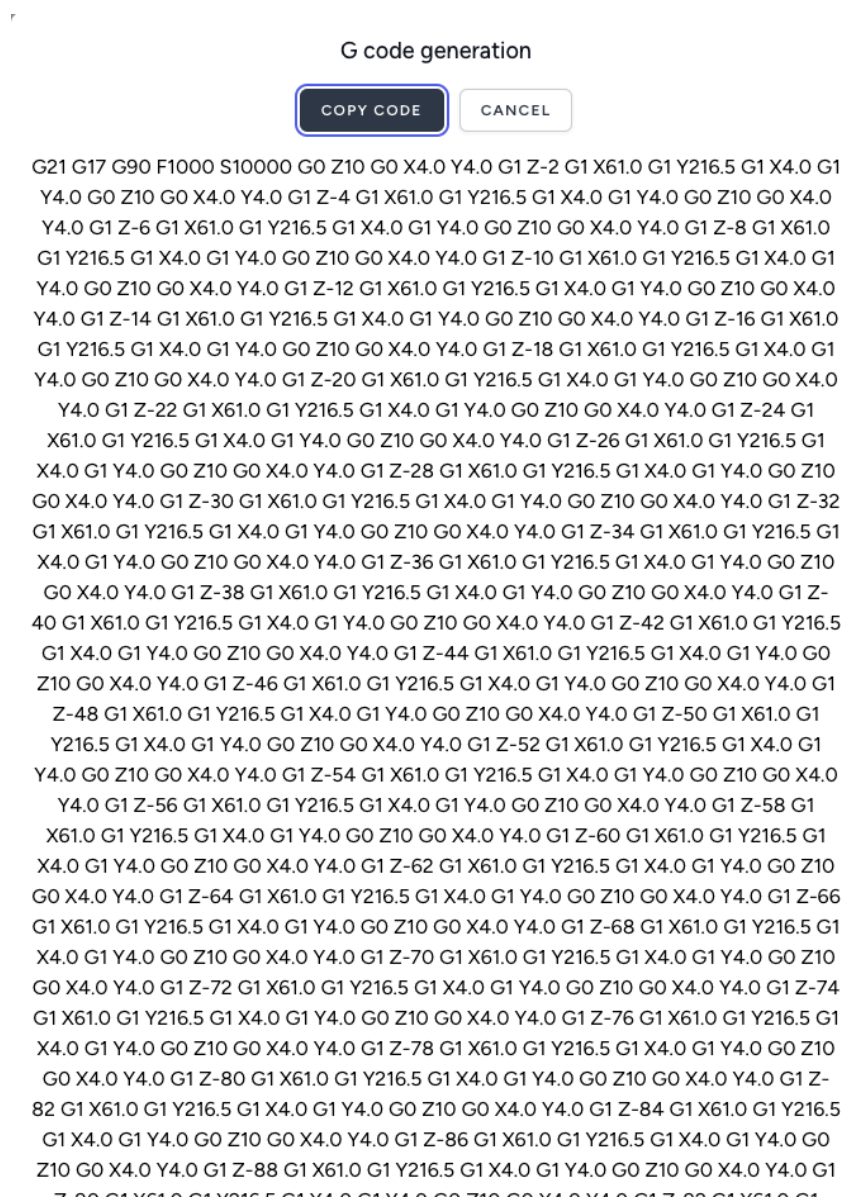 G code generation
COPY CODE
CANCEL
G21 G17 G90 F1000 S10000 G0 Z10 G0 X4.0 Y4.0 G1 Z-2 G1 X61.0 G1 Y216.5 G1 X4.0 G1
Y4.0 G0 Z10 G0 X4.0 Y4.0 G1 Z-4 G1 X61.0 G1 Y216.5 G1 X4.0 G1 Y4.0 G0 Z10 G0 X4.0
Y4.0 G1 Z-6 G1 X61.0 G1 Y216.5 G1 X4.0 G1 Y4.0 G0 Z10 G0 X4.0 Y4.0 G1 Z-8 G1 X61.0
G1 Y216.5 G1 X4.0 G1 Y4.0 G0 Z10 G0 X4.0 Y4.0 G1 Z-10 G1 X61.0 G1 Y216.5 G1 X4.0 G1
Y4.0 G0 Z10 G0 X4.0 Y4.0 G1 Z-12 G1 X61.0 G1 Y216.5 G1 X4.0 G1 Y4.0 G0 Z10 G0 X4.0
Y4.0 G1 Z-14 G1 X61.0 G1 Y216.5 G1 X4.0 G1 Y4.0 G0 Z10 G0 X4.0 Y4.0 G1 Z-16 G1 X61.0
G1 Y216.5 G1 X4.0 G1 Y4.0 G0 Z10 G0 X4.0 Y4.0 G1 Z-18 G1 X61.0 G1 Y216.5 G1 X4.0 G1
Y4.0 G0 Z10 G0 X4.0 Y4.0 G1 Z-20 G1 X61.0 G1 Y216.5 G1 X4.0 G1 Y4.0 G0 Z10 G0 X4.0
Y4.0 G1 Z-22 G1 X61.0 G1 Y216.5 G1 X4.0 G1 Y4.0 G0 Z10 G0 X4.0 Y4.0 G1 Z-24 G1
X61.0 G1 Y216.5 G1 X4.0 G1 Y4.0 G0 Z10 G0 X4.0 Y4.0 G1 Z-26 G1 X61.0 G1 Y216.5 G1
X4.0 G1 Y4.0 G0 Z10 G0 X4.0 Y4.0 G1 Z-28 G1 X61.0 G1 Y216.5 G1 X4.0 G1 Y4.0 G0 Z10
G0 X4.0 Y4.0 G1 Z-30 G1 X61.0 G1 Y216.5 G1 X4.0 G1 Y4.0 G0 Z10 G0 X4.0 Y4.0 G1 Z-32
G1 X61.0 G1 Y216.5 G1 X4.0 G1 Y4.0 G0 Z10 G0 X4.0 Y4.0 G1 Z-34 G1 X61.0 G1 Y216.5 G1
X4.0 G1 Y4.0 G0 Z10 G0 X4.0 Y4.0 G1 Z-36 G1 X61.0 G1 Y216.5 G1 X4.0 G1 Y4.0 G0 Z10
G0 X4.0 Y4.0 G1 Z-38 G1 X61.0 G1 Y216.5 G1 X4.0 G1 Y4.0 G0 Z10 G0 X4.0 Y4.0 G1 Z-
40 G1 X61.0 G1 Y216.5 G1 X4.0 G1 Y4.0 G0 Z10 G0 X4.0 Y4.0 G1 Z-42 G1 X61.0 G1 Y216.5
G1 X4.0 G1 Y4.0 G0 Z10 G0 X4.0 Y4.0 G1 Z-44 G1 X61.0 G1 Y216.5 G1 X4.0 G1 Y4.0 G0
Z10 G0 X4.0 Y4.0 G1 Z-46 G1 X61.0 G1 Y216.5 G1 X4.0 G1 Y4.0 G0 Z10 G0 X4.0 Y4.0 G1
Z-48 G1 X61.0 G1 Y216.5 G1 X4.0 G1 Y4.0 G0 Z10 G0 X4.0 Y4.0 G1 Z-50 G1 X61.0 G1
Y216.5 G1 X4.0 G1 Y4.0 G0 Z10 G0 X4.0 Y4.0 G1 Z-52 G1 X61.0 G1 Y216.5 G1 X4.0 G1
Y4.0 G0 Z10 G0 X4.0 Y4.0 G1 Z-54 G1 X61.0 G1 Y216.5 G1 X4.0 G1 Y4.0 G0 Z10 G0 X4.0
Y4.0 G1 Z-56 G1 X61.0 G1 Y216.5 G1 X4.0 G1 Y4.0 G0 Z10 G0 X4.0 Y4.0 G1 Z-58 G1
X61.0 G1 Y216.5 G1 X4.0 G1 Y4.0 G0 Z10 G0 X4.0 Y4.0 G1 Z-60 G1 X61.0 G1 Y216.5 G1
X4.0 G1 Y4.0 G0 Z10 G0 X4.0 Y4.0 G1 Z-62 G1 X61.0 G1 Y216.5 G1 X4.0 G1 Y4.0 G0 Z10
G0 X4.0 Y4.0 G1 Z-64 G1 X61.0 G1 Y216.5 G1 X4.0 G1 Y4.0 G0 Z10 G0 X4.0 Y4.0 G1 Z-66
G1 X61.0 G1 Y216.5 G1 X4.0 G1 Y4.0 G0 Z10 G0 X4.0 Y4.0 G1 Z-68 G1 X61.0 G1 Y216.5 G1
X4.0 G1 Y4.0 G0 Z10 G0 X4.0 Y4.0 G1 Z-70 G1 X61.0 G1 Y216.5 G1 X4.0 G1 Y4.0 G0 Z10
G0 X4.0 Y4.0 G1 Z-72 G1 X61.0 G1 Y216.5 G1 X4.0 G1 Y4.0 G0 Z10 G0 X4.0 Y4.0 G1 Z-74
G1 X61.0 G1 Y216.5 G1 X4.0 G1 Y4.0 G0 Z10 G0 X4.0 Y4.0 G1 Z-76 G1 X61.0 G1 Y216.5 G1
X4.0 G1 Y4.0 G0 Z10 G0 X4.0 Y4.0 G1 Z-78 G1 X61.0 G1 Y216.5 G1 X4.0 G1 Y4.0 G0 Z10
G0 X4.0 Y4.0 G1 Z-80 G1 X61.0 G1 Y216.5 G1 X4.0 G1 Y4.0 G0 Z10 G0 X4.0 Y4.0 G1 Z-
82 G1 X61.0 G1 Y216.5 G1 X4.0 G1 Y4.0 G0 Z10 G0 X4.0 Y4.0 G1 Z-84 G1 X61.0 G1 Y216.5
G1 X4.0 G1 Y4.0 G0 Z10 G0 X4.0 Y4.0 G1 Z-86 G1 X61.0 G1 Y216.5 G1 X4.0 G1 Y4.0 G0
Z10 G0 X4.0 Y4.0 G1 Z-88 G1 X61.0 G1 Y216.5 G1 X4.0 G1 Y4.0 G0 Z10 G0 X4.0 Y4.0 G1